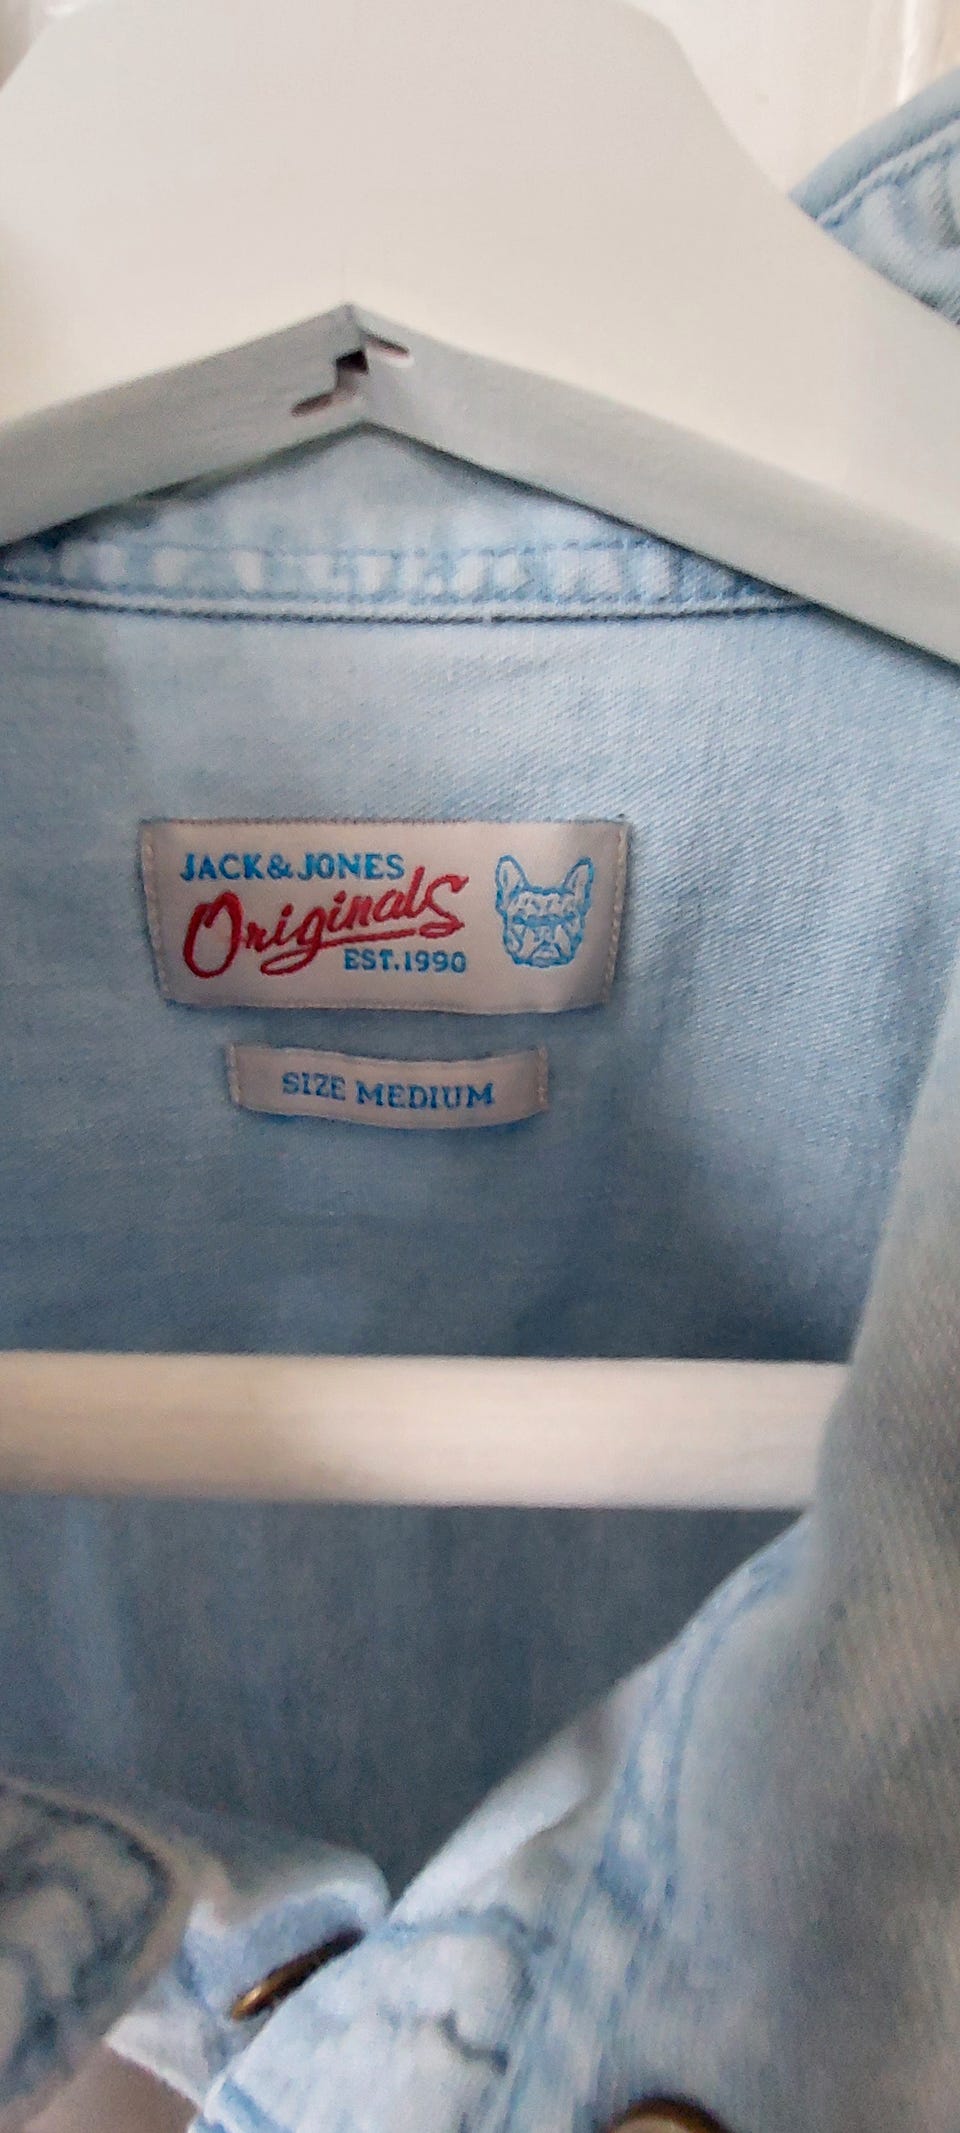 JACK&JONES
Originals
EST.1990
SIZE MEDIUM